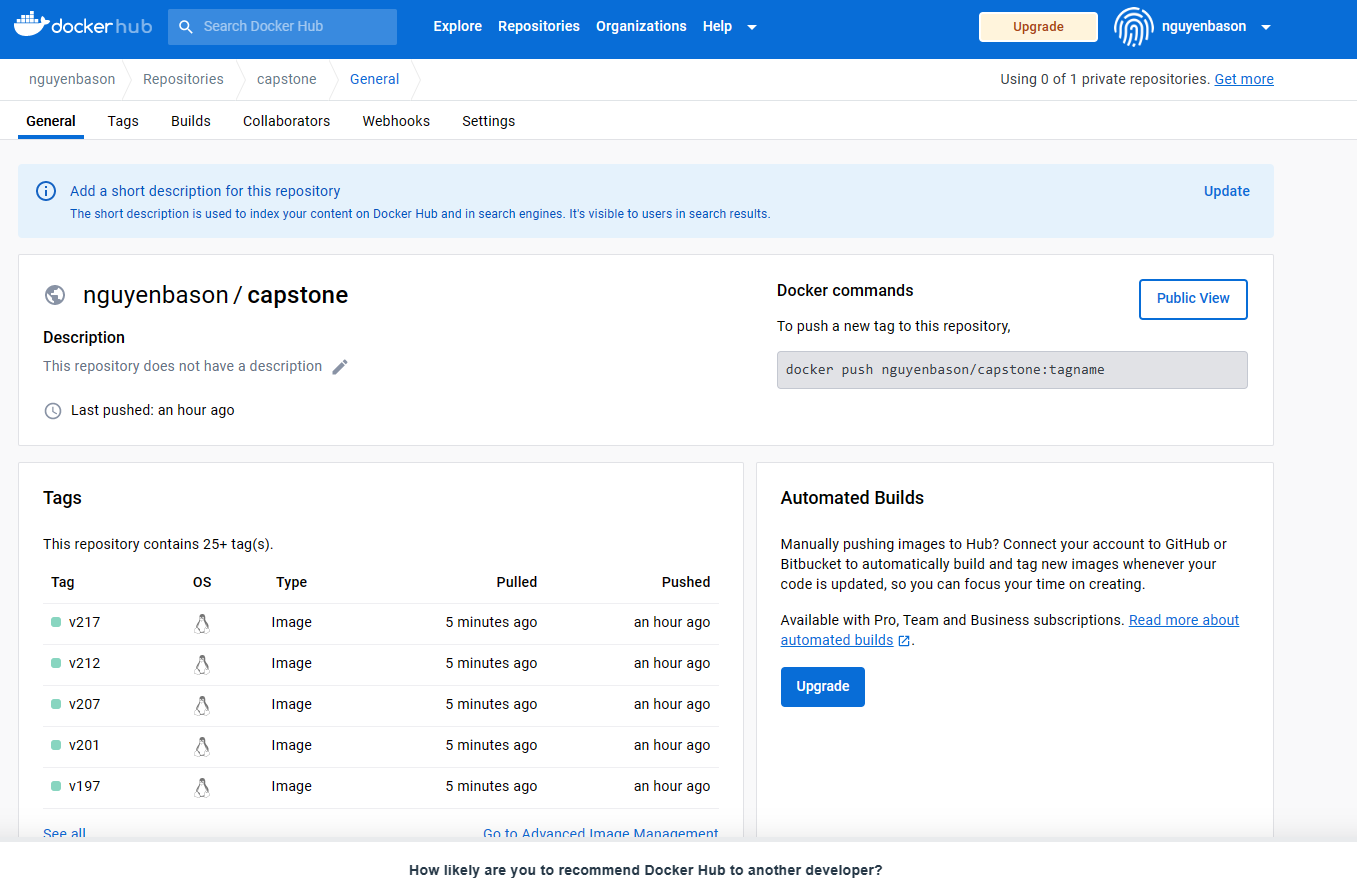 dockerhub
Search Docker Hub
Explore Repositories Organizations Help
Upgrade
nguyenbason
nguyenbason Repositories capstone General
Using 0 of 1 private repositories. Get more
General Tags Builds Collaborators Webhooks Settings
Add a short description for this repository
Update
The short description is used to index your content on Docker Hub and in search engines. It's visible to users in search results.
nguyenbason / capstone
Description
This repository does not have a description
Last pushed: an hour ago
Docker commands
Public View
To push a new tag to this repository,
docker push nguyenbason/capstone:tagname
Tags
This repository contains 25+ tag(s).
Tag OS Type Pulled Pushed
v217 Image 5 minutes ago an hour ago
v212 Image 5 minutes ago an hour ago
v207 Image 5 minutes ago an hour ago
v201 Image 5 minutes ago an hour ago
v197 Image 5 minutes ago an hour ago
See all Go to Advanced Image Management
Automated Builds
Manually pushing images to Hub? Connect your account to GitHub or
Bitbucket to automatically build and tag new images whenever your
code is updated, so you can focus your time on creating.
Available with Pro, Team and Business subscriptions. Read more about
automated builds .
Upgrade
How likely are you to recommend Docker Hub to another developer?